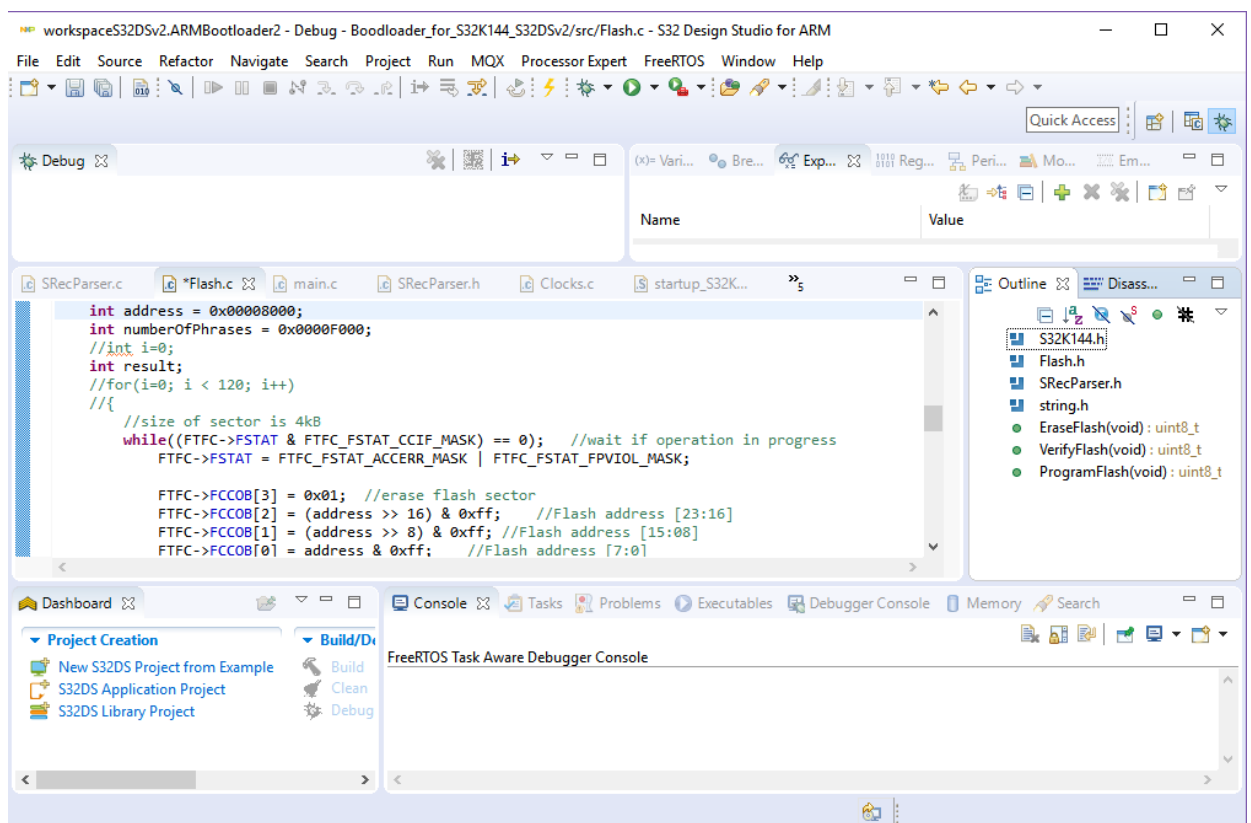 NXP workspaceS32DSv2.ARMBootloader2 - Debug - Boodloader_for_S32K144_S32DSv2/src/Flash.c - S32 Design Studio for ARM
File Edit Source Refactor Navigate Search Project Run MQX Processor Expert FreeRTOS Window Help
Quick Access
Debug
(x)= Vari... Bre... Exp... Reg... Peri... Mo... Em...
Name Value
SRecParser.c *Flash.c main.c SRecParser.h Clocks.c startup_S32K... »5
Outline Disass...
int address = 0x00008000;
int numberOfPhrases = 0x0000F000;
//int i=0;
int result;
//for(i=0; i < 120; i++)
//{
//size of sector is 4kB
while((FTFC->FSTAT & FTFC_FSTAT_CCIF_MASK) == 0); //wait if operation in progress
FTFC->FSTAT = FTFC_FSTAT_ACCERR_MASK | FTFC_FSTAT_FPVIOL_MASK;
FTFC->FCCOB[3] = 0x01; //erase flash sector
FTFC->FCCOB[2] = (address >> 16) & 0xff; //Flash address [23:16]
FTFC->FCCOB[1] = (address >> 8) & 0xff; //Flash address [15:08]
FTFC->FCCOB[0] = address & 0xff; //Flash address [7:0]
S32K144.h
Flash.h
SRecParser.h
string.h
EraseFlash(void) : uint8_t
VerifyFlash(void) : uint8_t
ProgramFlash(void) : uint8_t
Dashboard
Project Creation
New S32DS Project from Example
S32DS Application Project
S32DS Library Project
Build/De
Build
Clean
Debug
Console Tasks Problems Executables Debugger Console Memory Search
FreeRTOS Task Aware Debugger Console